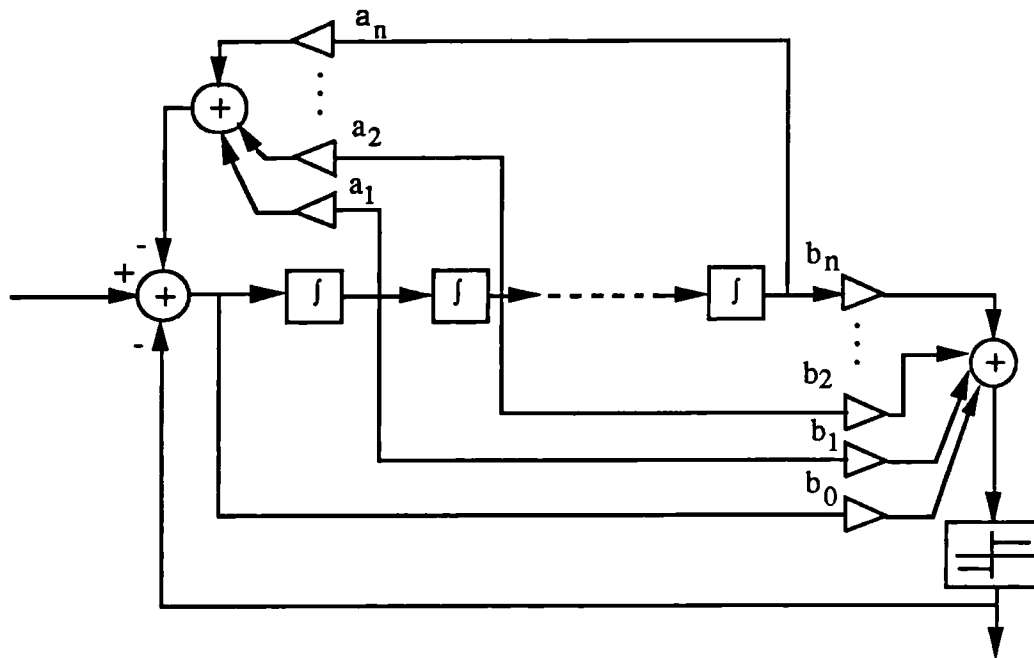 a_n
+
a_2
a_1
-
+
+
∫
∫
∫
b_n
-
+
b_2
b_1
b_0